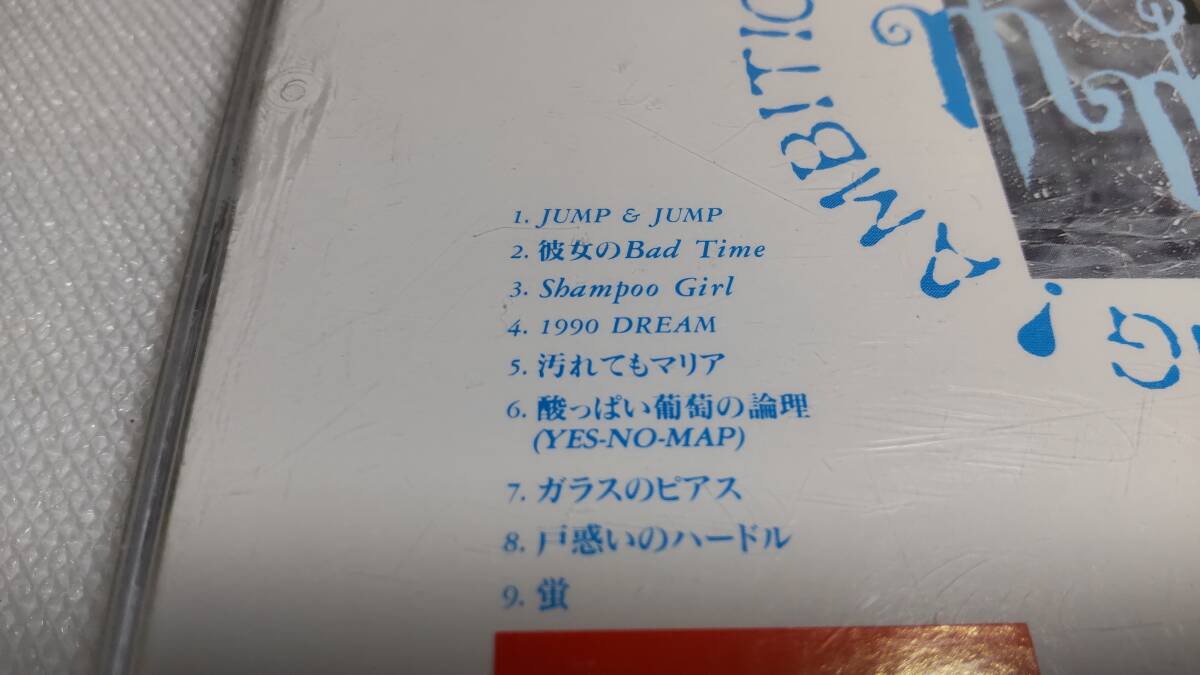 AMBITIO
1. JUMP & JUMP
2. 彼女のBad Time
3. Shampoo Girl
4. 1990 DREAM
5. 汚れてもマリア
6. 酸っぱい葡萄の論理
(YES-NO-MAP)
7. ガラスのピアス
8. 戸惑いのハードル
9. 蛍